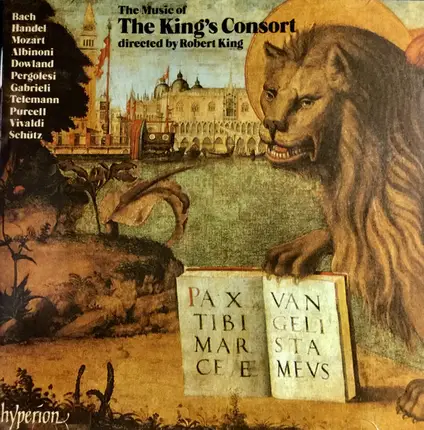 Bach
Handel
Mozart
Albinoni
Dowland
Pergolesi
Gabrieli
Telemann
Purcell
Vivaldi
Schütz
The Music of
The King's Consort
directed by Robert King
PAX
TIBI
MAR
CE E
VAN
GELI
STA
MEVS
hyperion